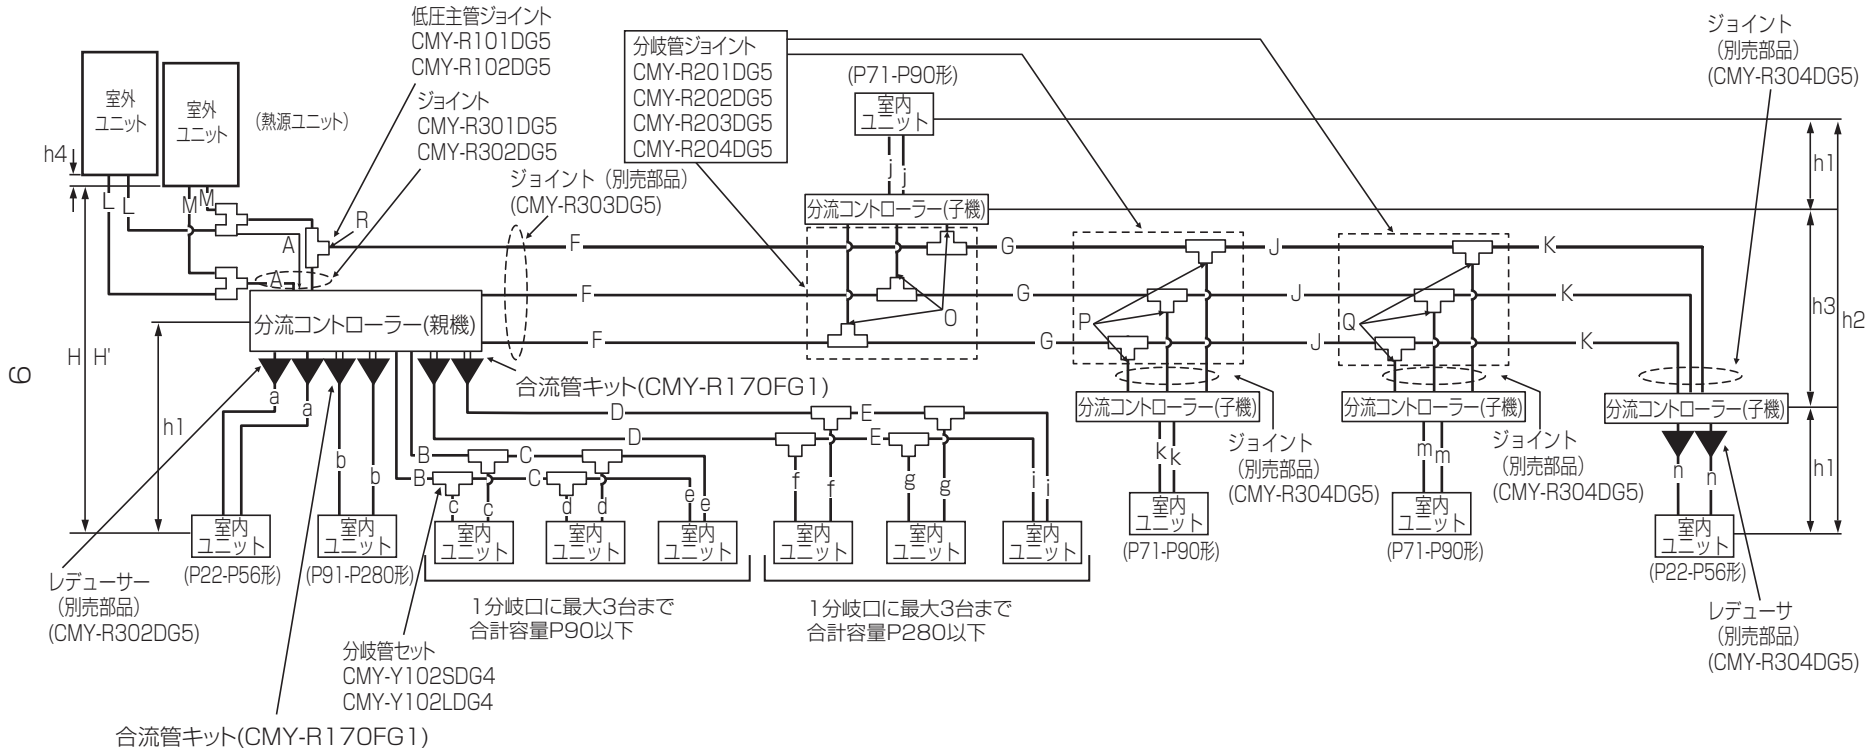 低圧主管ジョイント
CMY-R101DG5
CMY-R102DG5
分岐管ジョイント
CMY-R201DG5
CMY-R202DG5
CMY-R203DG5
CMY-R204DG5
ジョイント
(別売部品)
(CMY-R304DG5)
(P71-P90形)
室内
ユニット
室外
ユニット
室外
ユニット
(熱源ユニット)
ジョイント
CMY-R301DG5
CMY-R302DG5
ジョイント (別売部品)
(CMY-R303DG5)
h4
L
L
M
M
R
A
A
j
j
分流コントローラー(子機)
h1
F
F
F
G
G
G
J
J
J
K
K
K
O
P
Q
h3
h2
分流コントローラー(親機)
H
H'
h1
合流管キット(CMY-R170FG1)
分流コントローラー(子機)
分流コントローラー(子機)
分流コントローラー(子機)
a
a
b
b
B
B
C
C
D
D
E
E
c
c
d
d
e
e
f
f
g
g
i
i
k
k
m
m
n
n
h1
ジョイント
(別売部品)
(CMY-R304DG5)
ジョイント
(別売部品)
(CMY-R304DG5)
室内
ユニット
(P22-P56形)
室内
ユニット
(P91-P280形)
室内
ユニット
室内
ユニット
室内
ユニット
室内
ユニット
室内
ユニット
室内
ユニット
室内
ユニット
(P71-P90形)
室内
ユニット
(P71-P90形)
室内
ユニット
(P22-P56形)
レデューサー
(別売部品)
(CMY-R302DG5)
1分岐口に最大3台まで
合計容量P90以下
1分岐口に最大3台まで
合計容量P280以下
レデューサ
(別売部品)
(CMY-R304DG5)
分岐管セット
CMY-Y102SDG4
CMY-Y102LDG4
合流管キット(CMY-R170FG1)
9